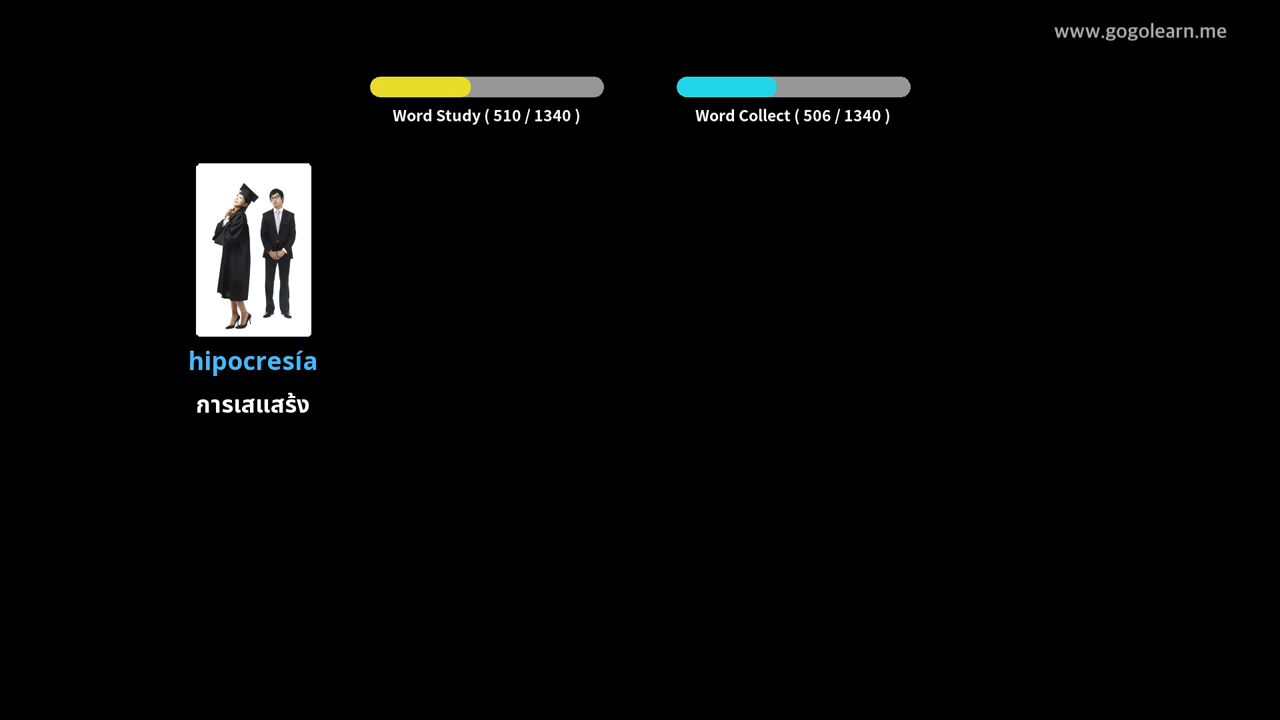 www.gogolearn.me
Word Study ( 510 / 1340 )
Word Collect ( 506 / 1340 )
hipocresía
การเสแสร้ง